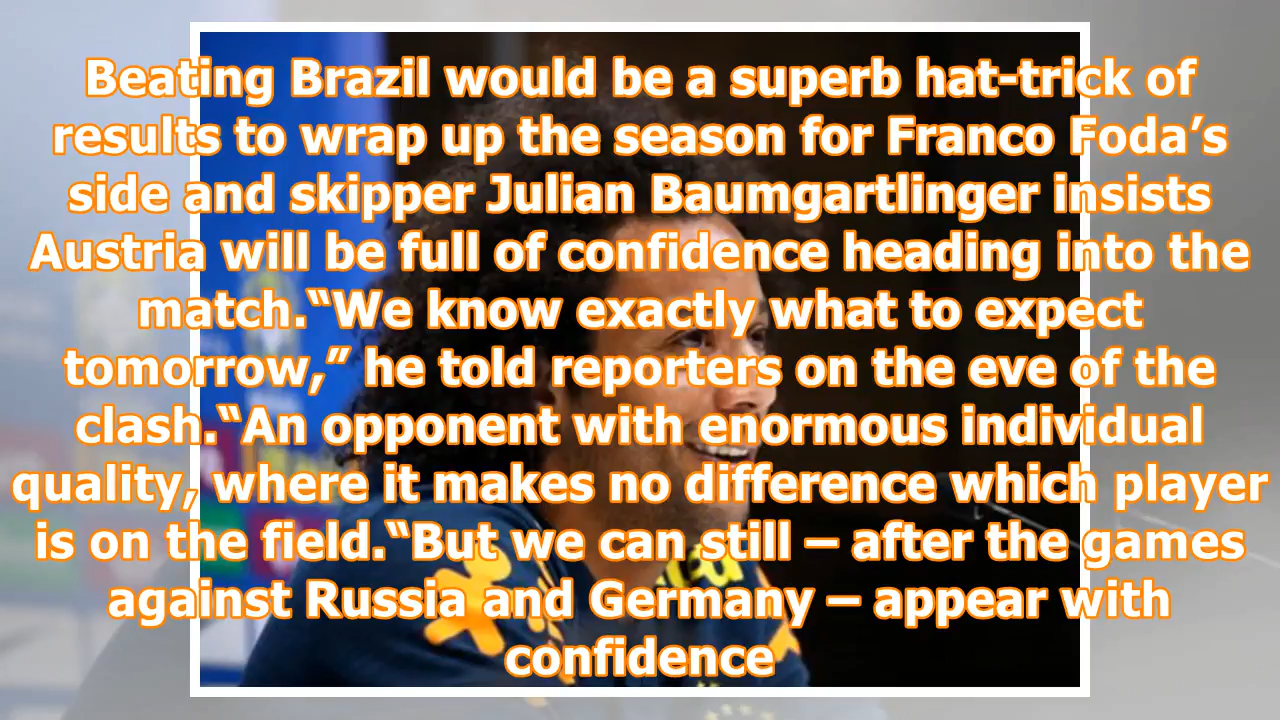 Beating Brazil would be a superb hat-trick of
results to wrap up the season for Franco Foda’s
side and skipper Julian Baumgartlinger insists
Austria will be full of confidence heading into the
match.“We know exactly what to expect
tomorrow,” he told reporters on the eve of the
clash.“An opponent with enormous individual
quality, where it makes no difference which player
is on the field.“But we can still – after the games
against Russia and Germany – appear with
confidence